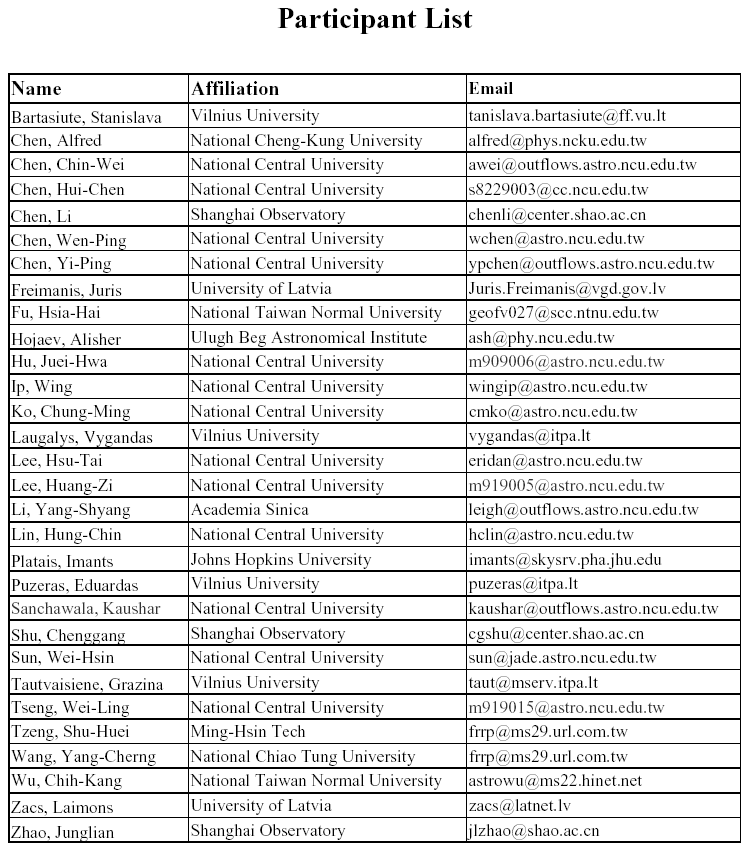 Participant List
Name Affiliation Email
Bartasiute, Stanislava Vilnius University tanislava.bartasiute@ff.vu.lt
Chen, Alfred National Cheng-Kung University alfred@phys.ncku.edu.tw
Chen, Chin-Wei National Central University awei@outflows.astro.ncu.edu.tw
Chen, Hui-Chen National Central University s8229003@cc.ncu.edu.tw
Chen, Li Shanghai Observatory chenli@center.shao.ac.cn
Chen, Wen-Ping National Central University wchen@astro.ncu.edu.tw
Chen, Yi-Ping National Central University ypchen@outflows.astro.ncu.edu.tw
Freimanis, Juris University of Latvia Juris.Freimanis@vgd.gov.lv
Fu, Hsia-Hai National Taiwan Normal University geofv027@scc.ntnu.edu.tw
Hojaev, Alisher Ulugh Beg Astronomical Institute ash@phy.ncu.edu.tw
Hu, Juei-Hwa National Central University m909006@astro.ncu.edu.tw
Ip, Wing National Central University wingip@astro.ncu.edu.tw
Ko, Chung-Ming National Central University cmko@astro.ncu.edu.tw
Laugalys, Vygandas Vilnius University vygandas@itpa.lt
Lee, Hsu-Tai National Central University eridan@astro.ncu.edu.tw
Lee, Huang-Zi National Central University m919005@astro.ncu.edu.tw
Li, Yang-Shyang Academia Sinica leigh@outflows.astro.ncu.edu.tw
Lin, Hung-Chin National Central University hclin@astro.ncu.edu.tw
Platais, Imants Johns Hopkins University imants@skysrv.pha.jhu.edu
Puzeras, Eduardas Vilnius University puzeras@itpa.lt
Sanchawala, Kaushar National Central University kaushar@outflows.astro.ncu.edu.tw
Shu, Chenggang Shanghai Observatory cgshu@center.shao.ac.cn
Sun, Wei-Hsin National Central University sun@jade.astro.ncu.edu.tw
Tautvaisiene, Grazina Vilnius University taut@mserv.itpa.lt
Tseng, Wei-Ling National Central University m919015@astro.ncu.edu.tw
Tzeng, Shu-Huei Ming-Hsin Tech frrp@ms29.url.com.tw
Wang, Yang-Cherng National Chiao Tung University frrp@ms29.url.com.tw
Wu, Chih-Kang National Taiwan Normal University astrowu@ms22.hinet.net
Zacs, Laimons University of Latvia zacs@latnet.lv
Zhao, Junglian Shanghai Observatory jlzhao@shao.ac.cn